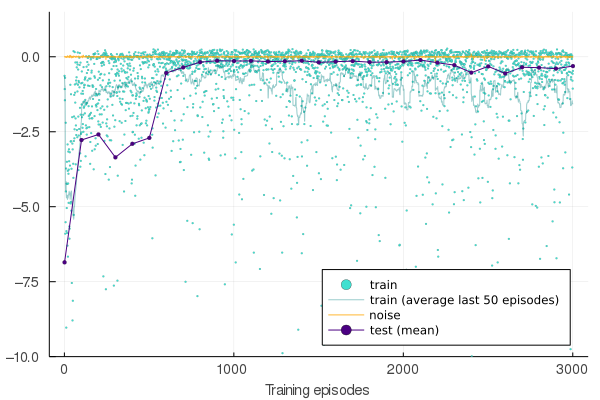 0.0
−2.5
−5.0
−7.5
−10.0
train
train (average last 50 episodes)
noise
test (mean)
0 1000 2000 3000
Training episodes